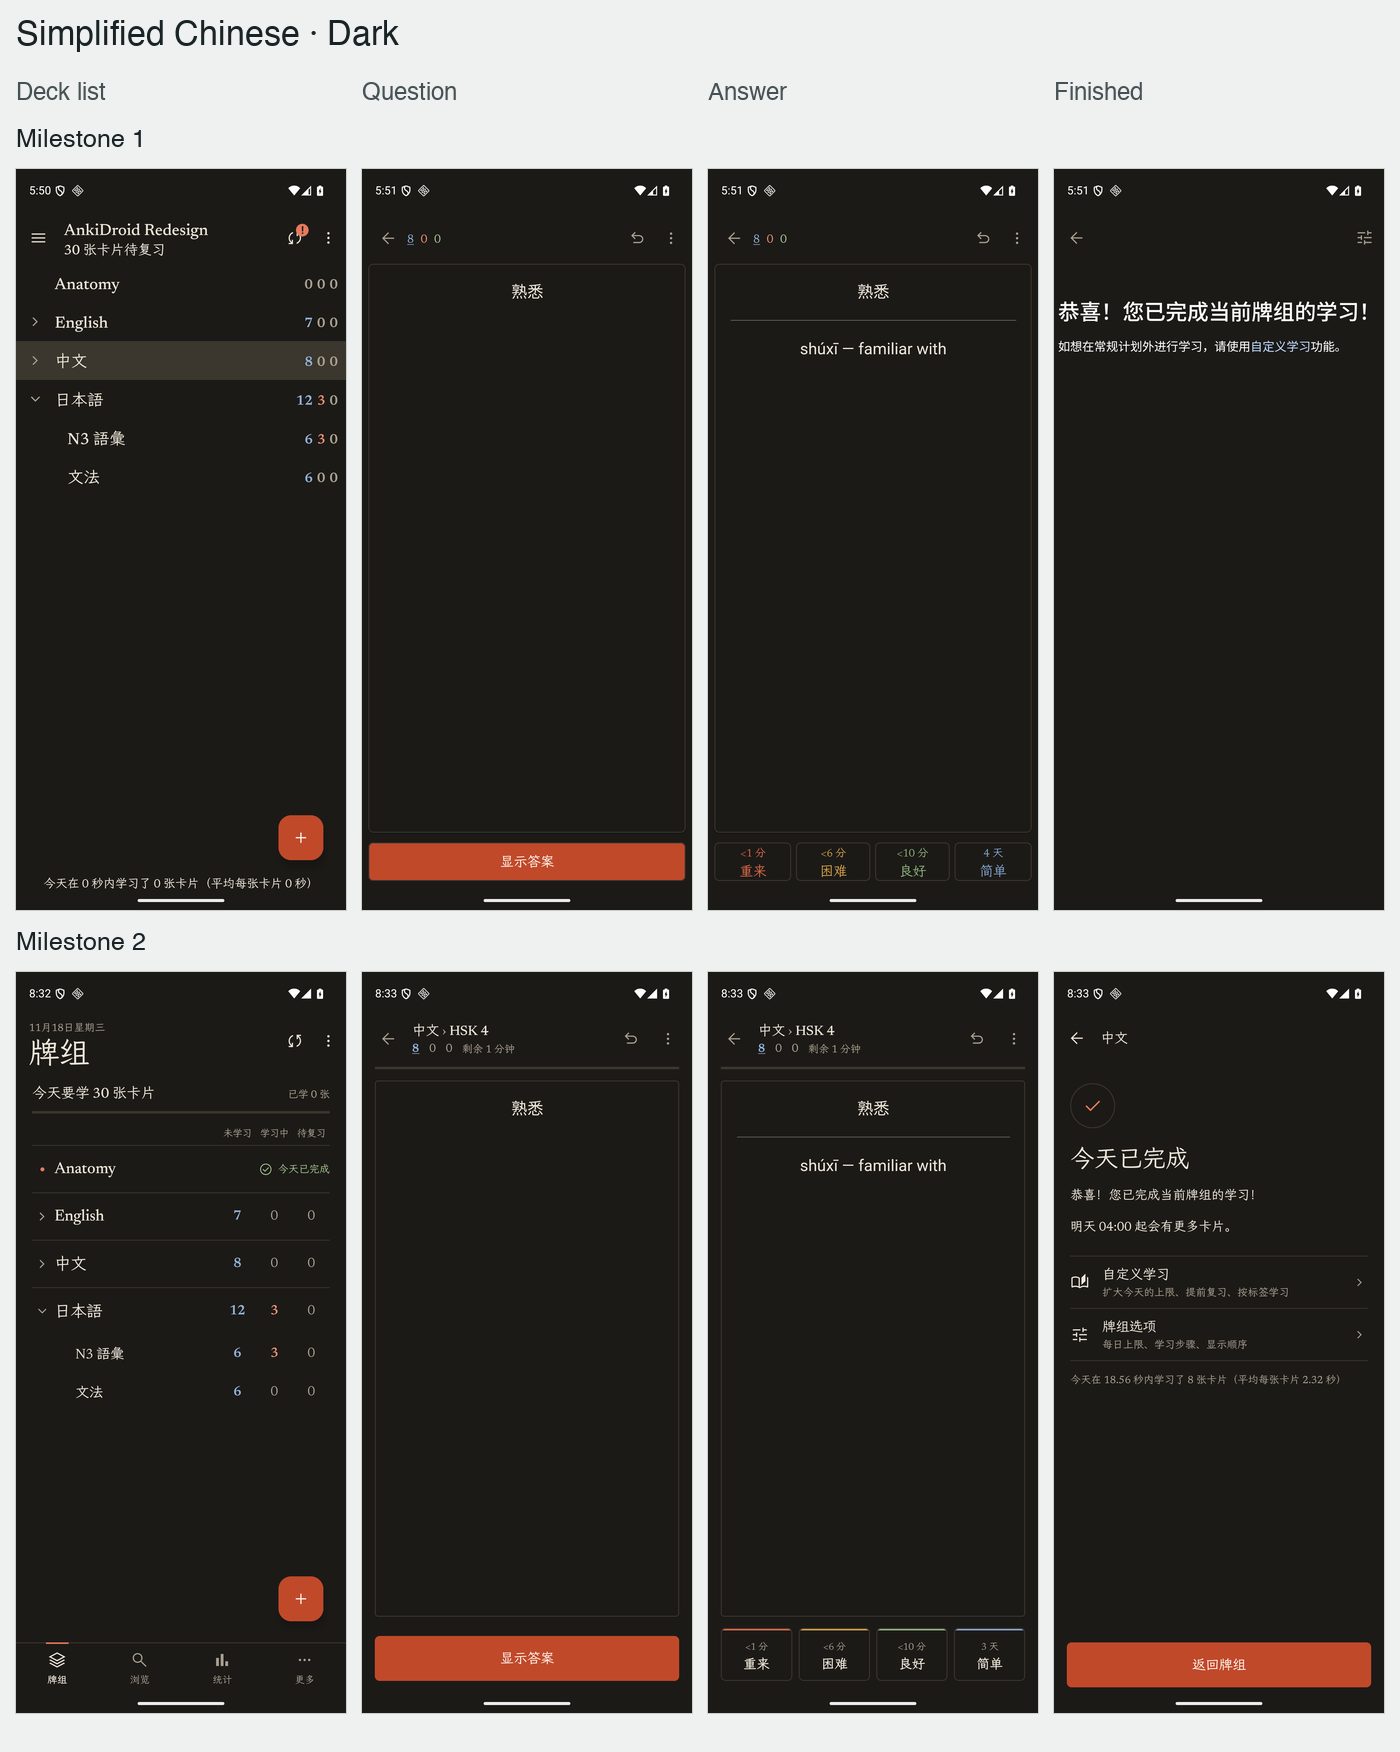 Simplified Chinese · Dark
Deck list
Question
Answer
Finished
Milestone 1
5:50
AnkiDroid Redesign
30 张卡片待复习
Anatomy 0 0 0
English 7 0 0
中文 8 0 0
日本語 12 3 0
N3 語彙 6 3 0
文法 6 0 0
+
今天在 0 秒内学习了 0 张卡片（平均每张卡片 0 秒）
5:51
8 0 0
熟悉
显示答案
5:51
8 0 0
熟悉
shúxī — familiar with
<1 分 <6 分 <10 分 4 天
重来 困难 良好 简单
5:51
恭喜！您已完成当前牌组的学习！
如想在常规计划外进行学习，请使用自定义学习功能。
Milestone 2
8:32
11月18日星期三
牌组
今天要学 30 张卡片 已学 0 张
未学习 学习中 待复习
Anatomy 今天已完成
English 7 0 0
中文 8 0 0
日本語 12 3 0
N3 語彙 6 3 0
文法 6 0 0
+
牌组 浏览 统计 更多
8:33
中文 › HSK 4
8 0 0 剩余 1 分钟
熟悉
显示答案
8:33
中文 › HSK 4
8 0 0 剩余 1 分钟
熟悉
shúxī — familiar with
<1 分 <6 分 <10 分 3 天
重来 困难 良好 简单
8:33
中文
今天已完成
恭喜！您已完成当前牌组的学习！
明天 04:00 起会有更多卡片。
自定义学习
扩大今天的上限、提前复习、按标签学习
牌组选项
每日上限、学习步骤、显示顺序
今天在 18.56 秒内学习了 8 张卡片（平均每张卡片 2.32 秒）
返回牌组